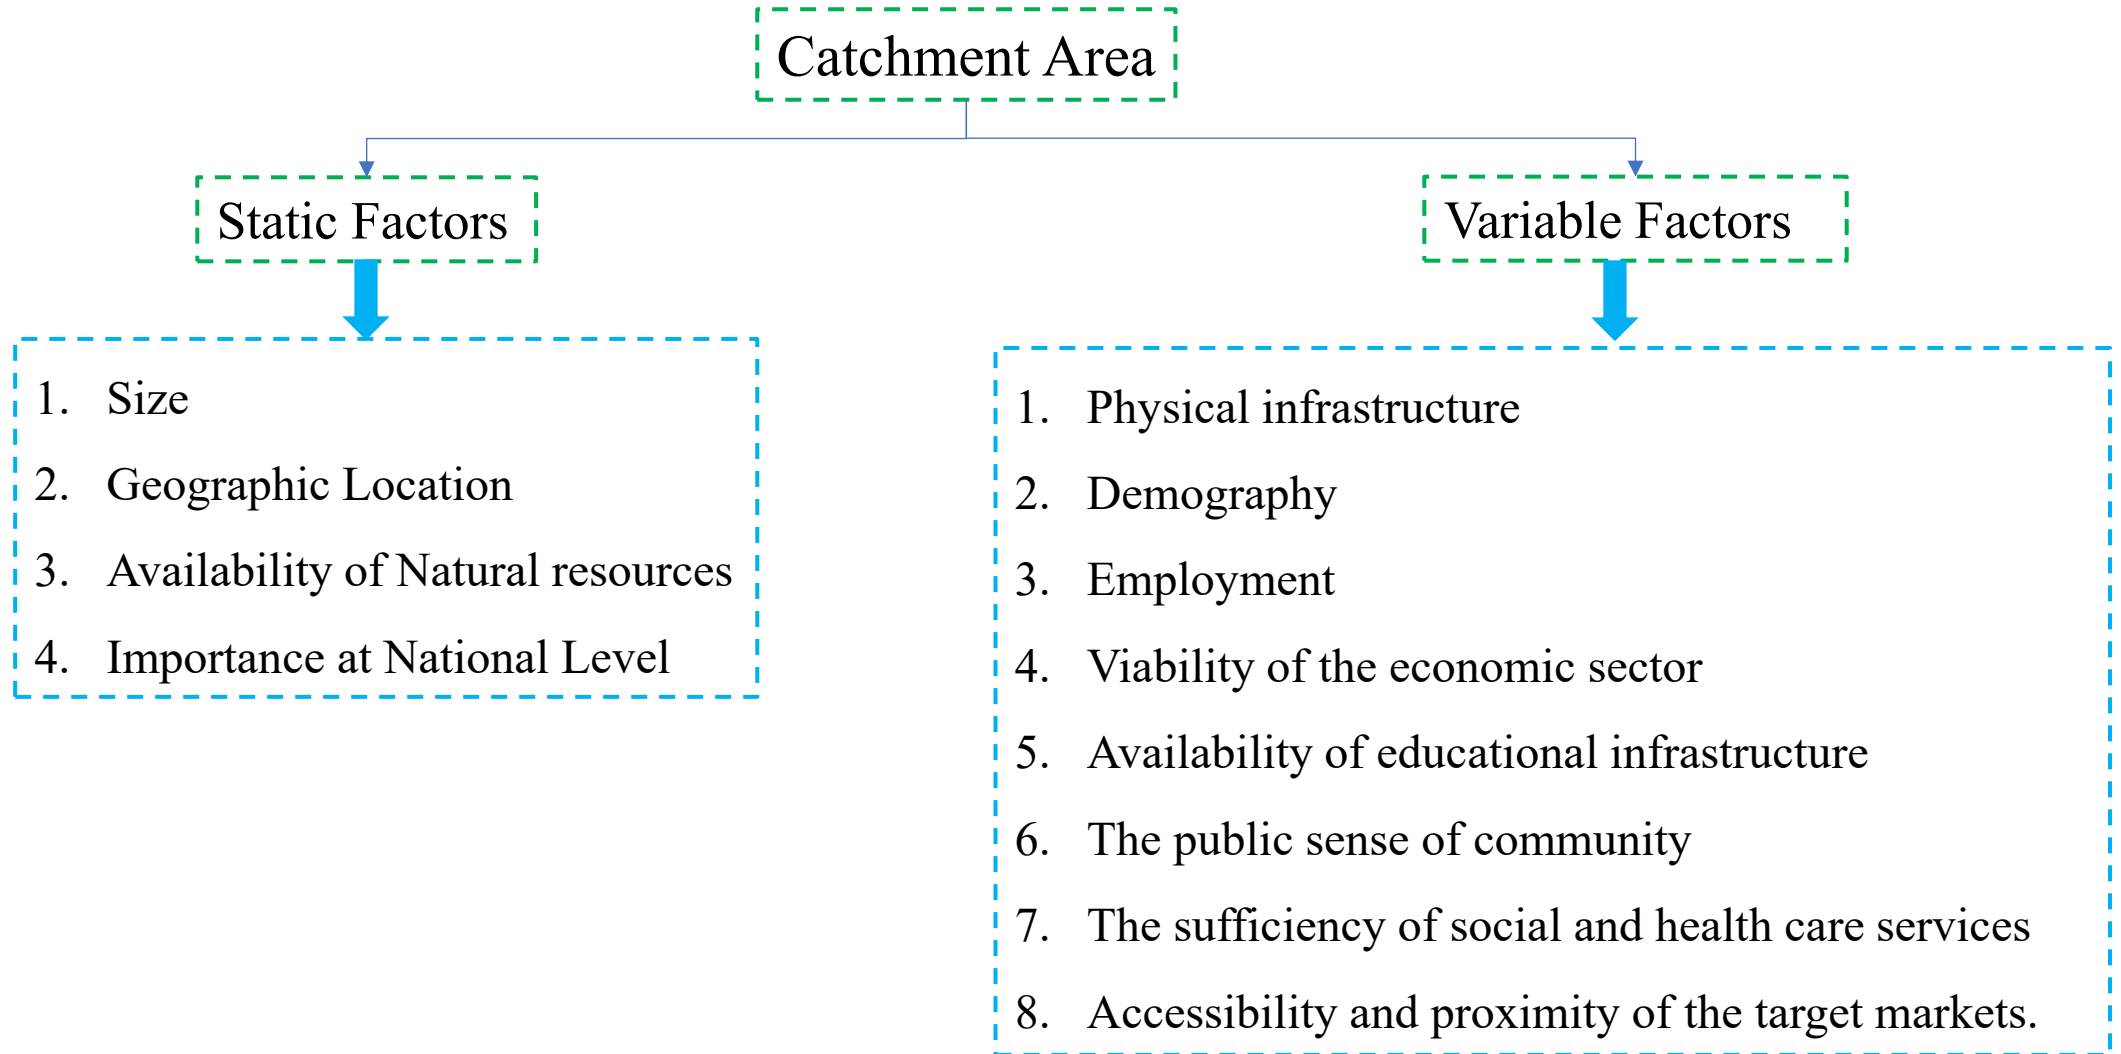 Catchment Area
Static Factors
1. Size
2. Geographic Location
3. Availability of Natural resources
4. Importance at National Level
Variable Factors
1. Physical infrastructure
2. Demography
3. Employment
4. Viability of the economic sector
5. Availability of educational infrastructure
6. The public sense of community
7. The sufficiency of social and health care services
8. Accessibility and proximity of the target markets.